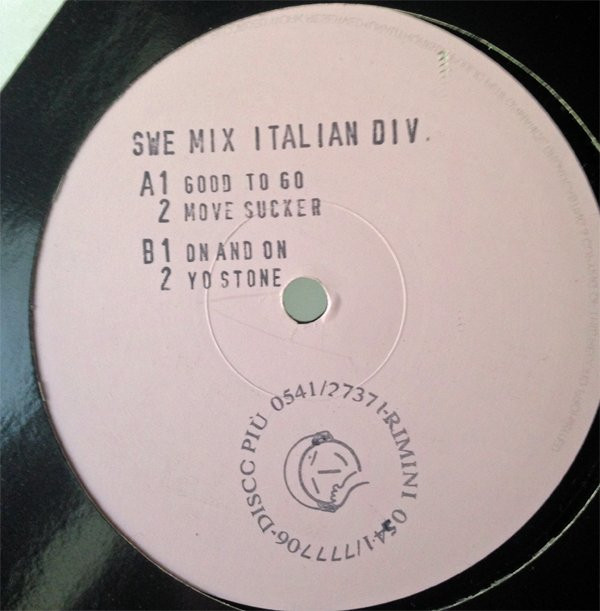 SWE MIX ITALIAN DIV.
A1 GOOD TO GO
2 MOVE SUCKER
B1 ON AND ON
2 YO STONE
DISCC PIÙ 0541/27371-RIMINI 0541/777706-